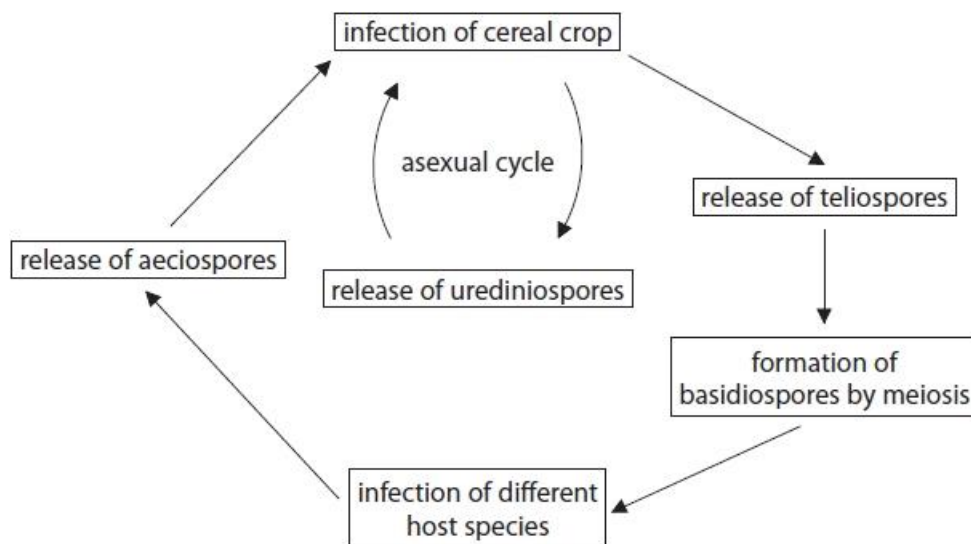 infection of cereal crop
asexual cycle
release of teliospores
release of aeciospores
release of urediniospores
formation of
basidiospores by meiosis
infection of different
host species